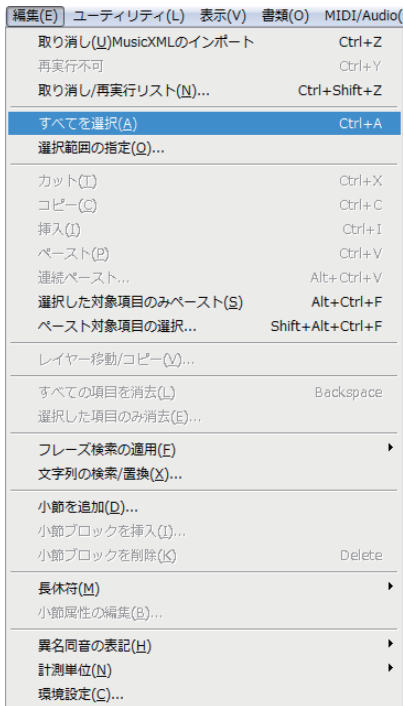 編集(E) ユーティリティ(L) 表示(V) 書類(O) MIDI/Audio(
取り消し(U)MusicXMLのインポート Ctrl+Z
再実行不可 Ctrl+Y
取り消し/再実行リスト(N)... Ctrl+Shift+Z
すべてを選択(A) Ctrl+A
選択範囲の指定(O)...
カット(T) Ctrl+X
コピー(C) Ctrl+C
挿入(I) Ctrl+I
ペースト(P) Ctrl+V
連続ペースト... Alt+Ctrl+V
選択した対象項目のみペースト(S) Alt+Ctrl+F
ペースト対象項目の選択... Shift+Alt+Ctrl+F
レイヤー移動/コピー(V)...
すべての項目を消去(L) Backspace
選択した項目のみ消去(E)...
フレーズ検索の適用(F)
文字列の検索/置換(X)...
小節を追加(D)...
小節ブロックを挿入(I)...
小節ブロックを削除(K) Delete
長休符(M)
小節属性の編集(B)...
異名同音の表記(H)
計測単位(N)
環境設定(C)...